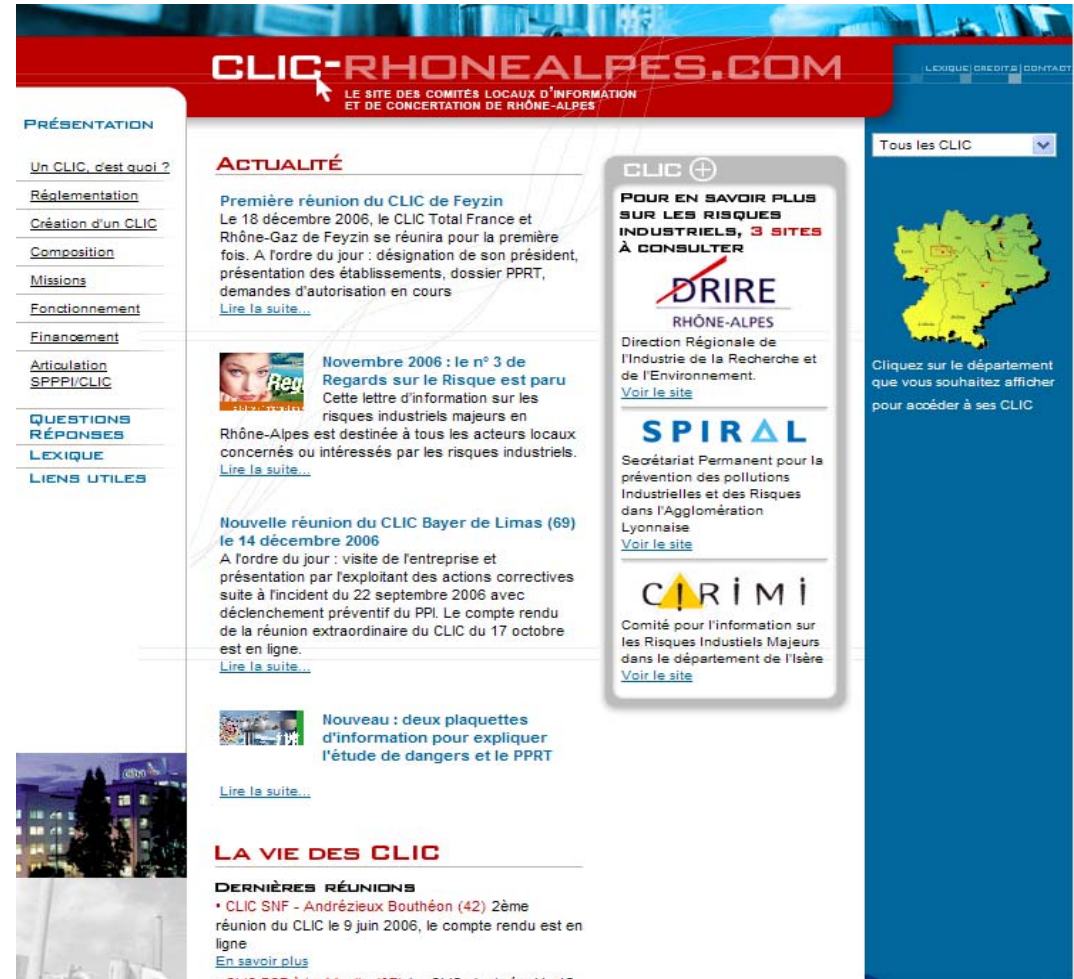 CLIC-RHONEALPES.COM
LE SITE DES COMITÉS LOCAUX D'INFORMATION
ET DE CONCERTATION DE RHÔNE-ALPES
LEXIQUE|CREDITS|CONTACT
PRÉSENTATION
Un CLIC, c'est quoi ?
Réglementation
Création d'un CLIC
Composition
Missions
Fonctionnement
Financement
Articulation
SPPPI/CLIC
QUESTIONS
RÉPONSES
LEXIQUE
LIENS UTILES
ACTUALITÉ
Première réunion du CLIC de Feyzin
Le 18 décembre 2006, le CLIC Total France et
Rhône-Gaz de Feyzin se réunira pour la première
fois. A l'ordre du jour : désignation de son président,
présentation des établissements, dossier PPRT,
demandes d'autorisation en cours
Lire la suite...
Regi
Novembre 2006 : le n° 3 de
Regards sur le Risque est paru
Cette lettre d'information sur les
risques industriels majeurs en
Rhône-Alpes est destinée à tous les acteurs locaux
concernés ou intéressés par les risques industriels.
Lire la suite...
Nouvelle réunion du CLIC Bayer de Limas (69)
le 14 décembre 2006
A l'ordre du jour : visite de l'entreprise et
présentation par l'exploitant des actions correctives
suite à l'incident du 22 septembre 2006 avec
déclenchement préventif du PPI. Le compte rendu
de la réunion extraordinaire du CLIC du 17 octobre
est en ligne.
Lire la suite...
Nouveau : deux plaquettes
d'information pour expliquer
l'étude de dangers et le PPRT
Lire la suite...
LA VIE DES CLIC
DERNIÈRES RÉUNIONS
• CLIC SNF - Andrézieux Bouthéon (42) 2ème
réunion du CLIC le 9 juin 2006, le compte rendu est en
ligne
En savoir plus
CLIC +
POUR EN SAVOIR PLUS
SUR LES RISQUES
INDUSTRIELS, 3 SITES
À CONSULTER
DRIRE
RHÔNE-ALPES
Direction Régionale de
l'Industrie de la Recherche et
de l'Environnement.
Voir le site
SPIRAL
Secrétariat Permanent pour la
prévention des pollutions
Industrielles et des Risques
dans l'Agglomération
Lyonnaise
Voir le site
CIRIMI
Comité pour l'information sur
les Risques Industiels Majeurs
dans le département de l'Isère
Voir le site
Tous les CLIC
Cliquez sur le département
que vous souhaitez afficher
pour accéder à ses CLIC